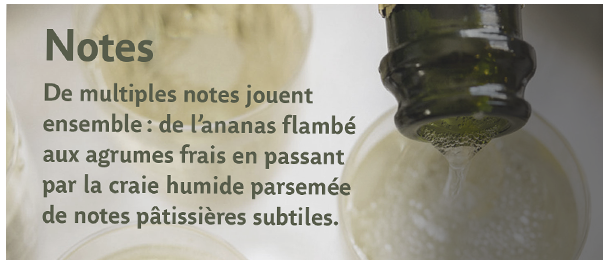 Notes
De multiples notes jouent
ensemble : de l’ananas flambé
aux agrumes frais en passant
par la craie humide parsemée
de notes pâtissières subtiles.